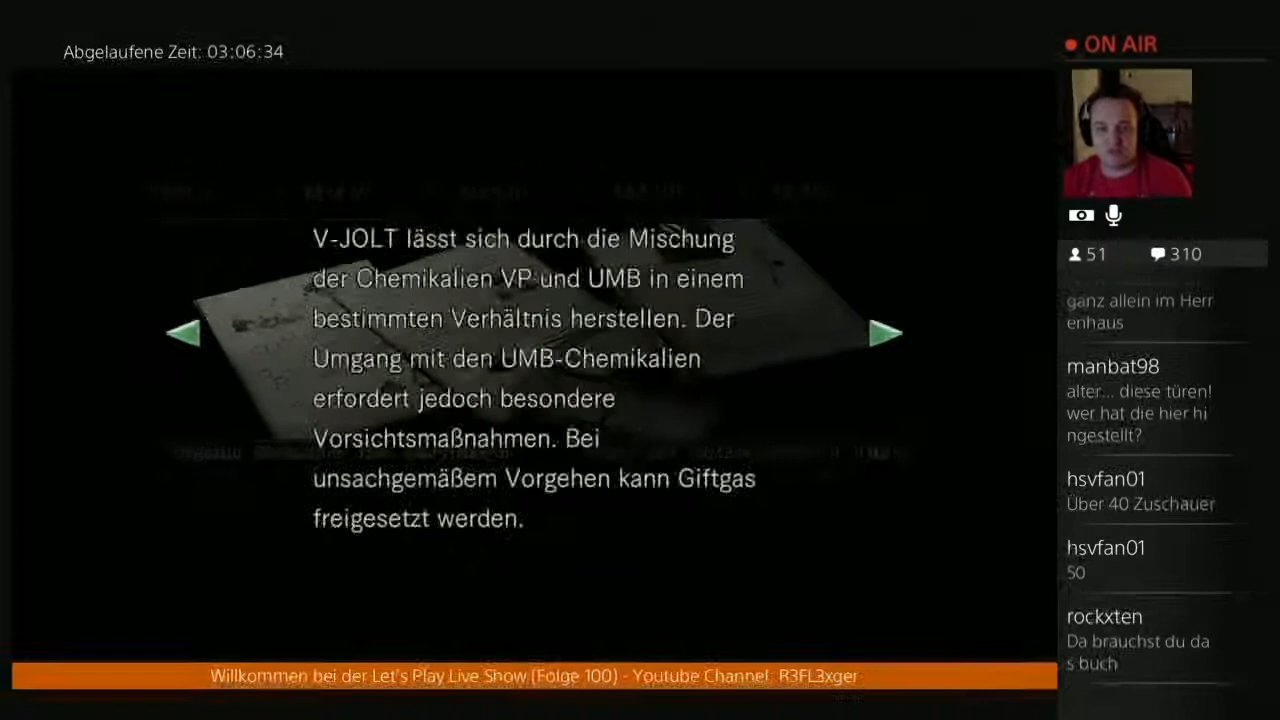 Abgelaufene Zeit: 03:06:34
ON AIR
51
310
V-JOLT lässt sich durch die Mischung
der Chemikalien VP und UMB in einem
bestimmten Verhältnis herstellen. Der
Umgang mit den UMB-Chemikalien
erfordert jedoch besondere
Vorsichtsmaßnahmen. Bei
unsachgemäßem Vorgehen kann Giftgas
freigesetzt werden.
ganz allein im Herr
enhaus
manbat98
alter... diese türen!
wer hat die hier hi
ngestellt?
hsvfan01
Über 40 Zuschauer
hsvfan01
50
rockxten
Da brauchst du da
s buch
Willkommen bei der Let's Play Live Show (Folge 100) - Youtube Channel R3FL3xger